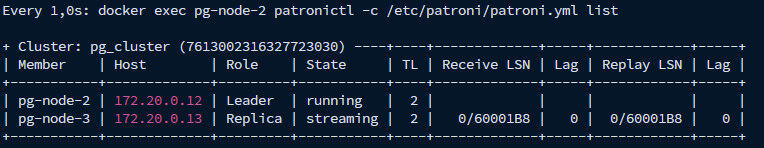 Every 1,0s: docker exec pg-node-2 patronictl -c /etc/patroni/patroni.yml list
+ Cluster: pg_cluster (7613002316327723030) ----+----+-------------+-----+------------+-----+
| Member    | Host        | Role    | State     | TL | Receive LSN | Lag | Replay LSN | Lag |
+-----------+-------------+---------+-----------+----+-------------+-----+------------+-----+
| pg-node-2 | 172.20.0.12 | Leader  | running   |  2 |             |     |            |     |
| pg-node-3 | 172.20.0.13 | Replica | streaming |  2 |   0/60001B8 |   0 |  0/60001B8 |   0 |
+-----------+-------------+---------+-----------+----+-------------+-----+------------+-----+